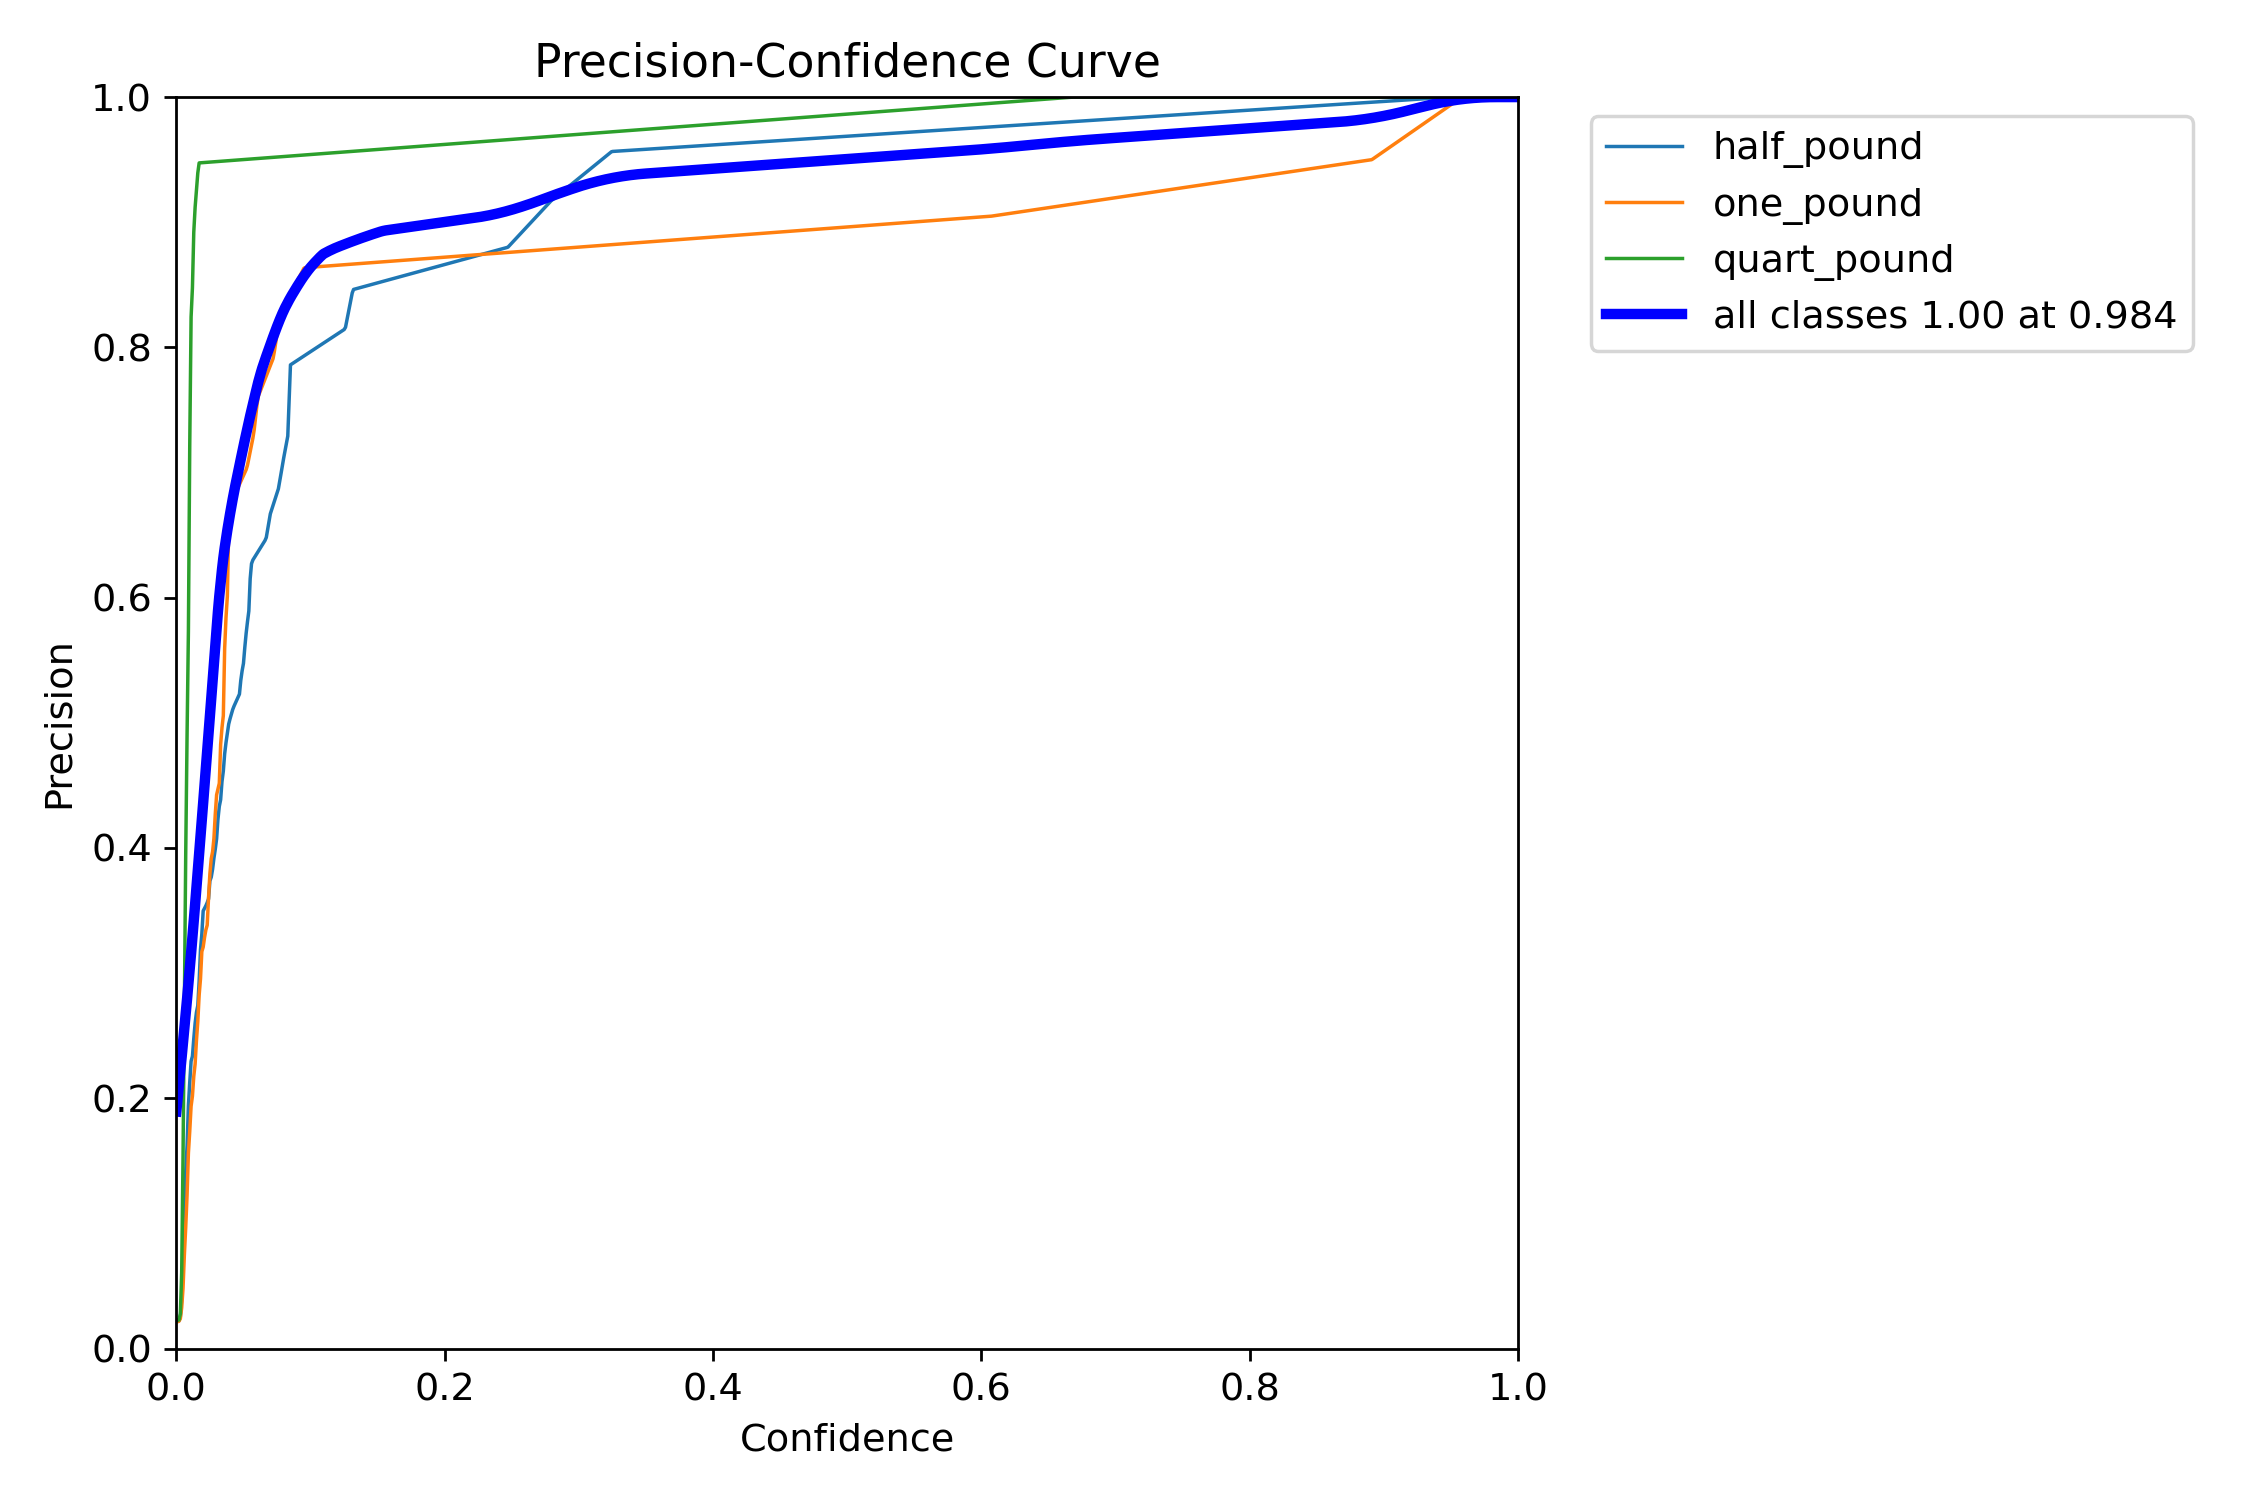 Precision-Confidence Curve
1.0
0.8
0.6
0.4
0.2
0.0
Precision
0.0 0.2 0.4 0.6 0.8 1.0
Confidence
half_pound
one_pound
quart_pound
all classes 1.00 at 0.984